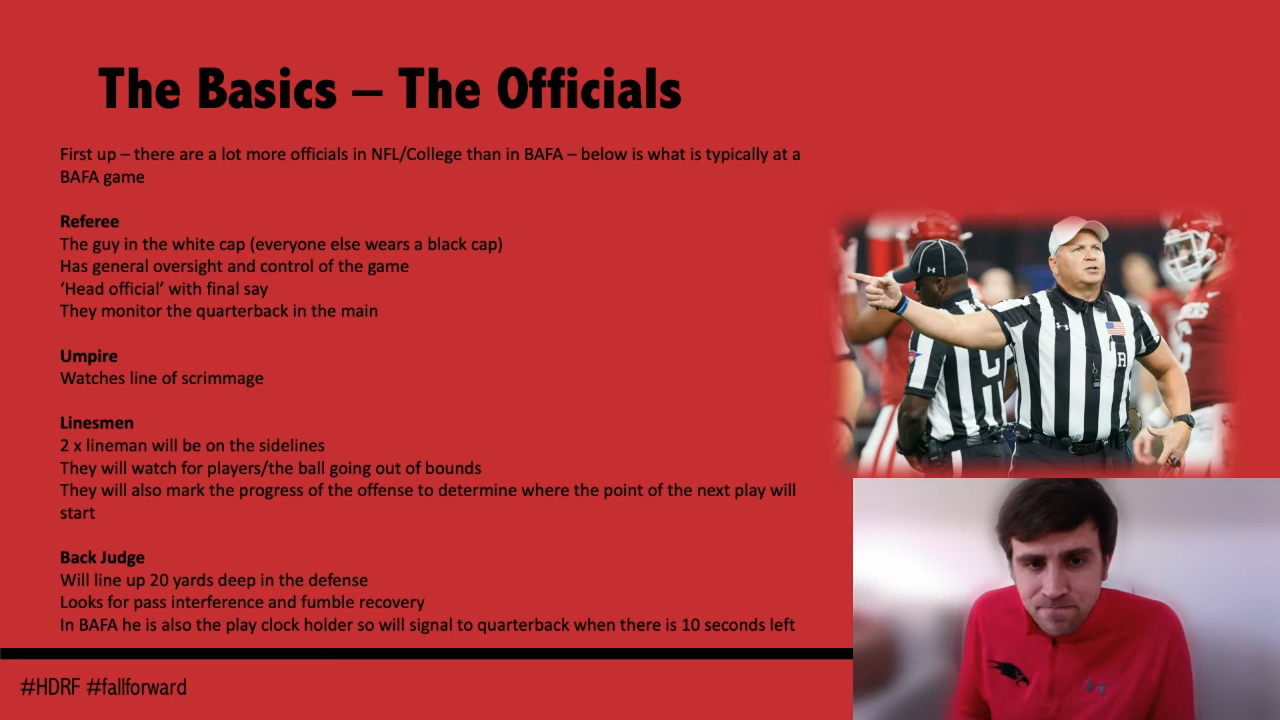 The Basics – The Officials
First up – there are a lot more officials in NFL/College than in BAFA – below is what is typically at a
BAFA game
Referee
The guy in the white cap (everyone else wears a black cap)
Has general oversight and control of the game
‘Head official’ with final say
They monitor the quarterback in the main
Umpire
Watches line of scrimmage
Linesmen
2 x lineman will be on the sidelines
They will watch for players/the ball going out of bounds
They will also mark the progress of the offense to determine where the point of the next play will
start
Back Judge
Will line up 20 yards deep in the defense
Looks for pass interference and fumble recovery
In BAFA he is also the play clock holder so will signal to quarterback when there is 10 seconds left
#HDRF #fallforward
C
R